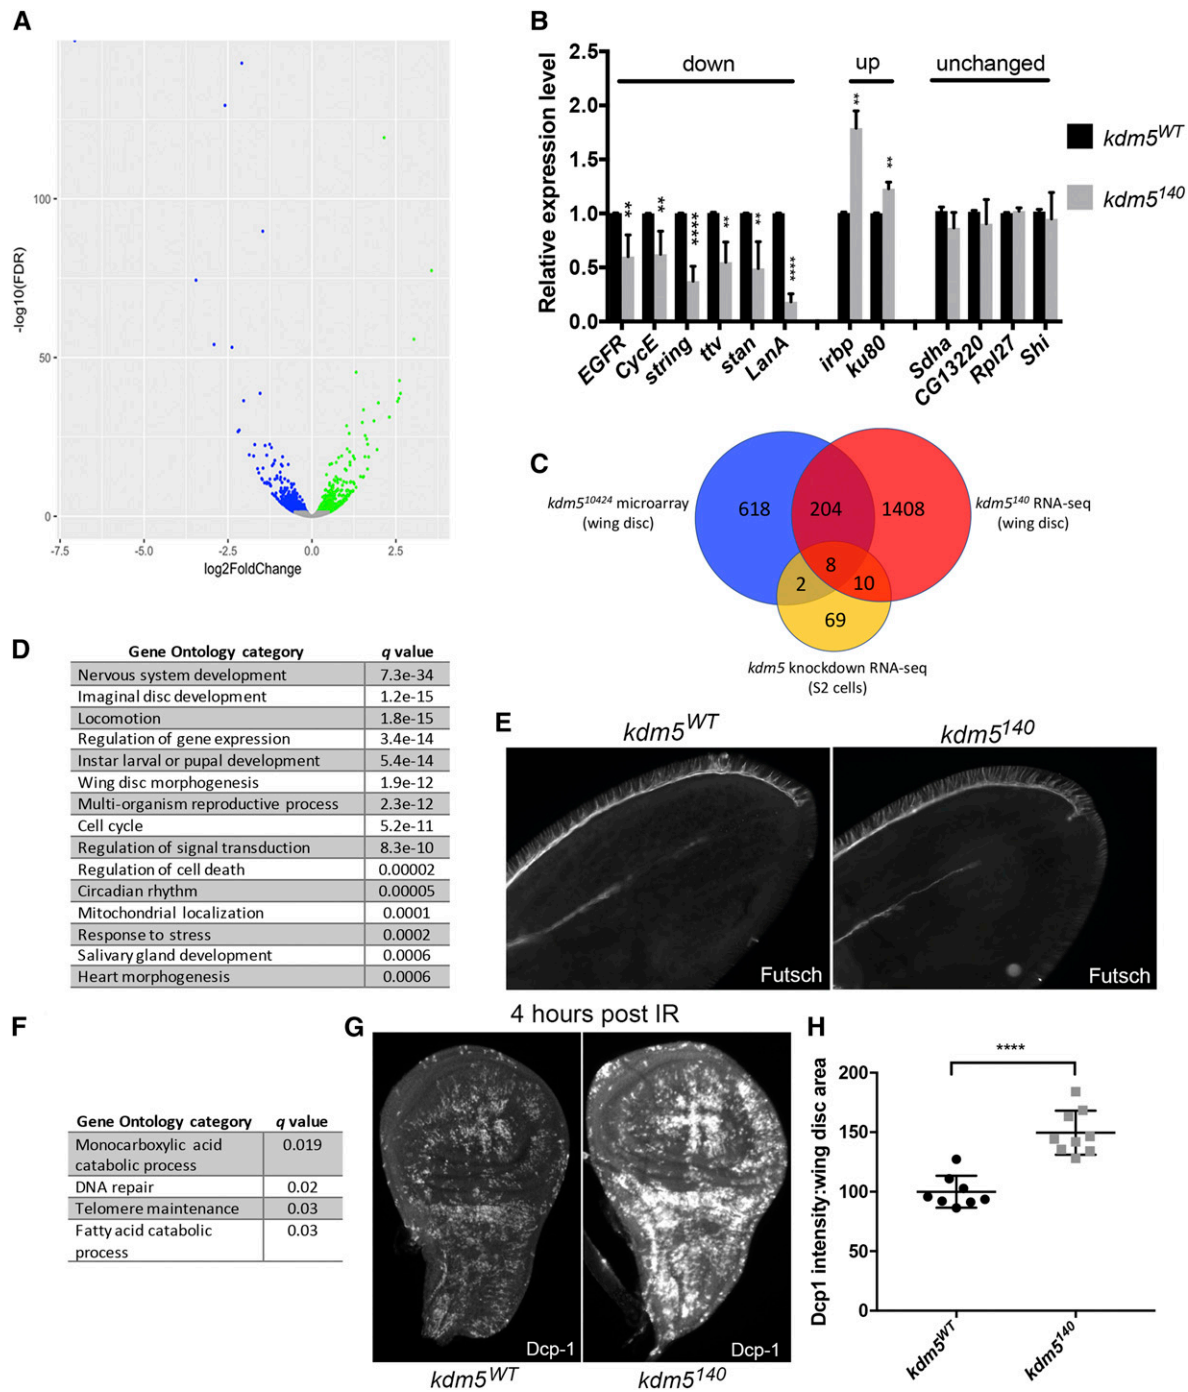 A
-log10(FDR)
100
50
0
-7.5 -5.0 -2.5 0.0 2.5
log2FoldChange
B
Relative expression level
2.5
2.0
1.5
1.0
0.5
0.0
down
up
unchanged
**
**
****
**
**
****
**
**
kdm5WT
kdm5140
EGFR
CycE
string
ttv
stan
LanA
irbp
ku80
Sdha
CG13220
Rpl27
Shi
C
kdm510424 microarray
(wing disc)
618
204
1408
kdm5140 RNA-seq
(wing disc)
8
2
10
69
kdm5 knockdown RNA-seq
(S2 cells)
D
Gene Ontology category q value
Nervous system development 7.3e-34
Imaginal disc development 1.2e-15
Locomotion 1.8e-15
Regulation of gene expression 3.4e-14
Instar larval or pupal development 5.4e-14
Wing disc morphogenesis 1.9e-12
Multi-organism reproductive process 2.3e-12
Cell cycle 5.2e-11
Regulation of signal transduction 8.3e-10
Regulation of cell death 0.00002
Circadian rhythm 0.00005
Mitochondrial localization 0.0001
Response to stress 0.0002
Salivary gland development 0.0006
Heart morphogenesis 0.0006
E
kdm5WT
kdm5140
Futsch
Futsch
F
Gene Ontology category q value
Monocarboxylic acid 0.019
catabolic process
DNA repair 0.02
Telomere maintenance 0.03
Fatty acid catabolic 0.03
process
G
4 hours post IR
Dcp-1
Dcp-1
kdm5WT
kdm5140
H
Dcp1 intensity:wing disc area
200
150
100
50
0
****
kdm5WT
kdm5140